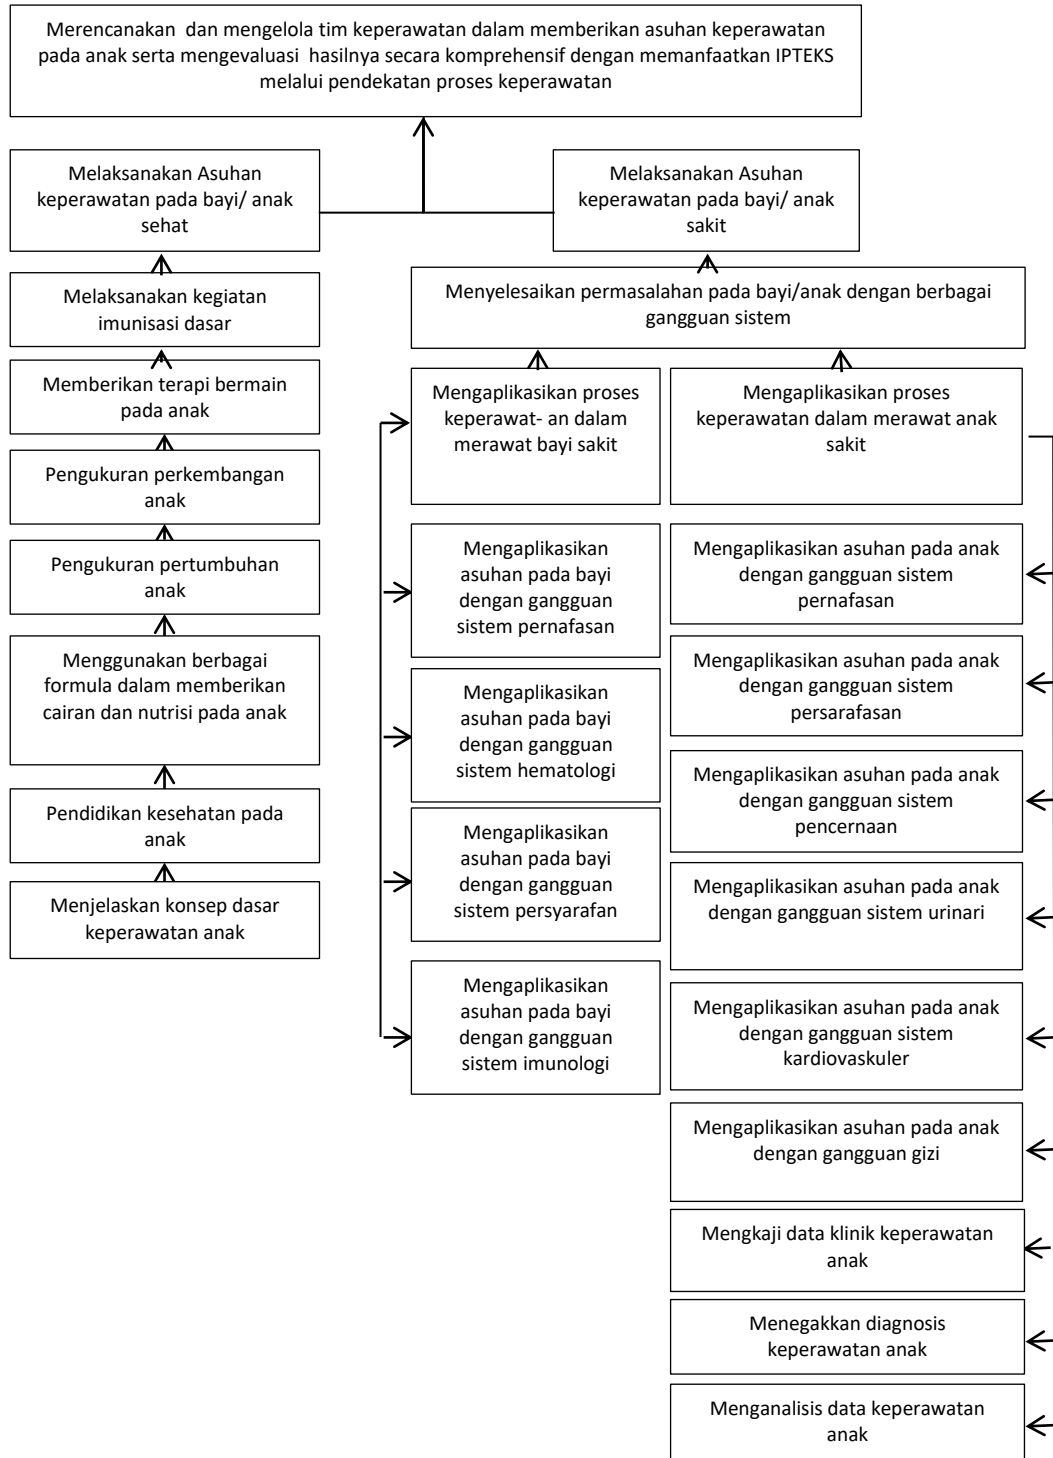 Merencanakan dan mengelola tim keperawatan dalam memberikan asuhan keperawatan
pada anak serta mengevaluasi hasilnya secara komprehensif dengan memanfaatkan IPTEKS
melalui pendekatan proses keperawatan
Melaksanakan Asuhan
keperawatan pada bayi/ anak
sehat
Melaksanakan Asuhan
keperawatan pada bayi/ anak
sakit
Melaksanakan kegiatan
imunisasi dasar
Memberikan terapi bermain
pada anak
Pengukuran perkembangan
anak
Pengukuran pertumbuhan
anak
Menggunakan berbagai
formula dalam memberikan
cairan dan nutrisi pada anak
Pendidikan kesehatan pada
anak
Menjelaskan konsep dasar
keperawatan anak
Menyelesaikan permasalahan pada bayi/anak dengan berbagai
gangguan sistem
Mengaplikasikan proses
keperawat- an dalam
merawat bayi sakit
Mengaplikasikan asuhan pada bayi
dengan gangguan
sistem pernafasan
Mengaplikasikan
asuhan pada bayi
dengan gangguan
sistem hematologi
Mengaplikasikan
asuhan pada bayi
dengan gangguan
sistem persyarafan
Mengaplikasikan
asuhan pada bayi
dengan gangguan
sistem imunologi
Mengaplikasikan proses
keperawatan dalam merawat anak
sakit
Mengaplikasikan asuhan pada anak
dengan gangguan sistem
pernafasan
Mengaplikasikan asuhan pada anak
dengan gangguan sistem
persarafasan
Mengaplikasikan asuhan pada anak
dengan gangguan sistem
pencernaan
Mengaplikasikan asuhan pada anak
dengan gangguan sistem urinari
Mengaplikasikan asuhan pada anak
dengan gangguan sistem
kardiovaskuler
Mengaplikasikan asuhan pada anak
dengan gangguan gizi
Mengkaji data klinik keperawatan
anak
Menegakkan diagnosis
keperawatan anak
Menganalisis data keperawatan
anak